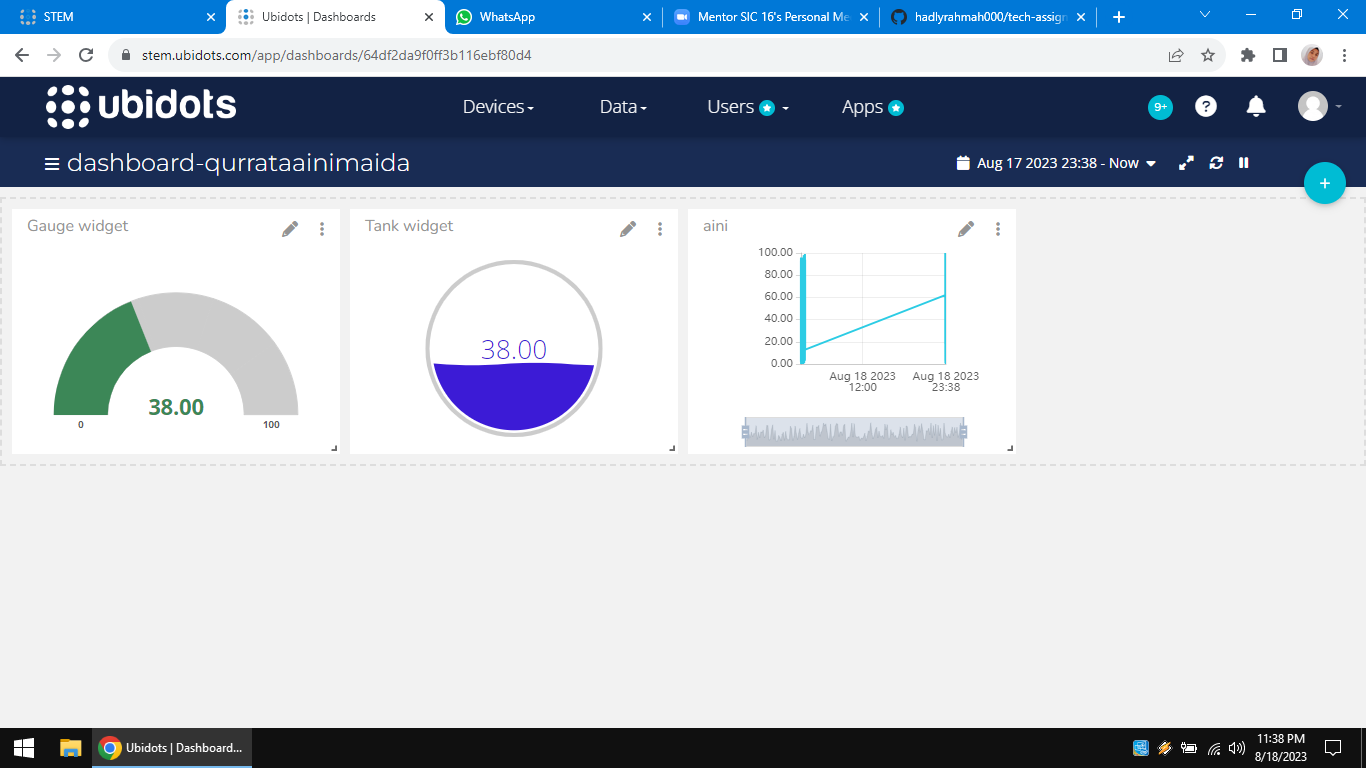 STEM
Ubidots | Dashboards
WhatsApp
Mentor SIC 16's Personal Me
hadlyrahmah000/tech-assign
stem.ubidots.com/app/dashboards/64df2da9f0ff3b116ebf80d4
ubidots
Devices
Data
Users
Apps
9+
?
dashboard-qurrataainimaida
Aug 17 2023 23:38 - Now
+
Gauge widget
38.00
0
100
Tank widget
38.00
aini
100.00
80.00
60.00
40.00
20.00
0.00
Aug 18 2023
12:00
Aug 18 2023
23:38
Ubidots | Dashboard...
11:38 PM
8/18/2023